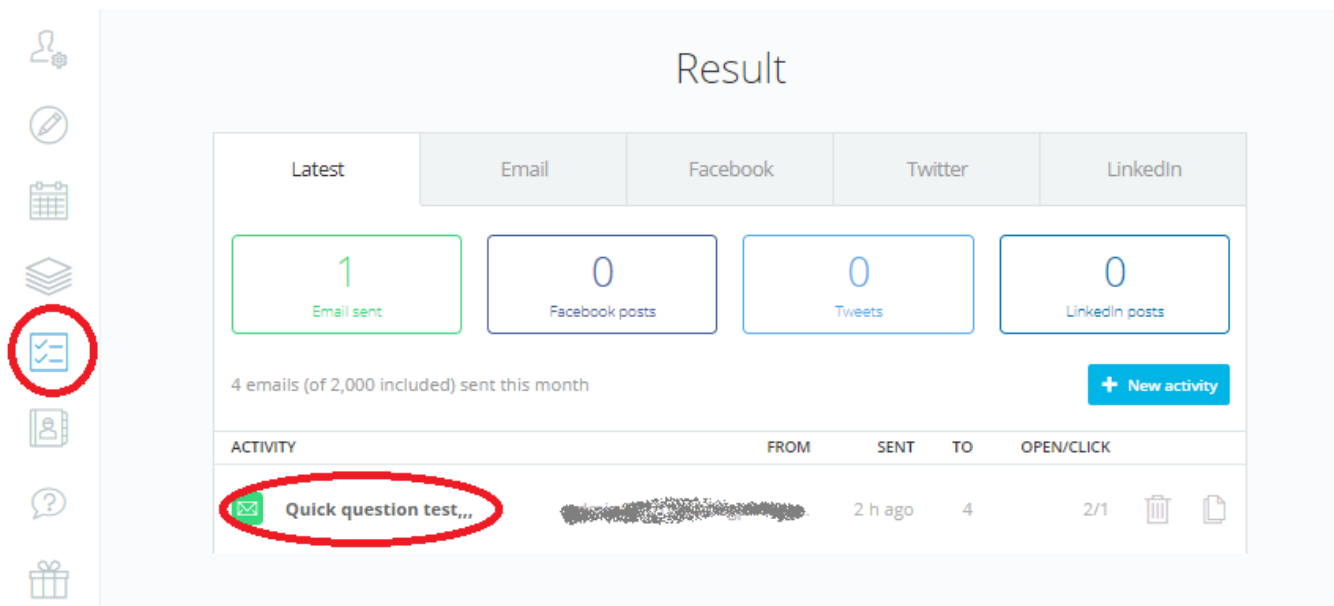 Result
Latest Email Facebook Twitter LinkedIn
1 0 0 0
Email sent Facebook posts Tweets LinkedIn posts
4 emails (of 2,000 included) sent this month + New activity
ACTIVITY FROM SENT TO OPEN/CLICK
Quick question test,,, 2 h ago 4 2/1